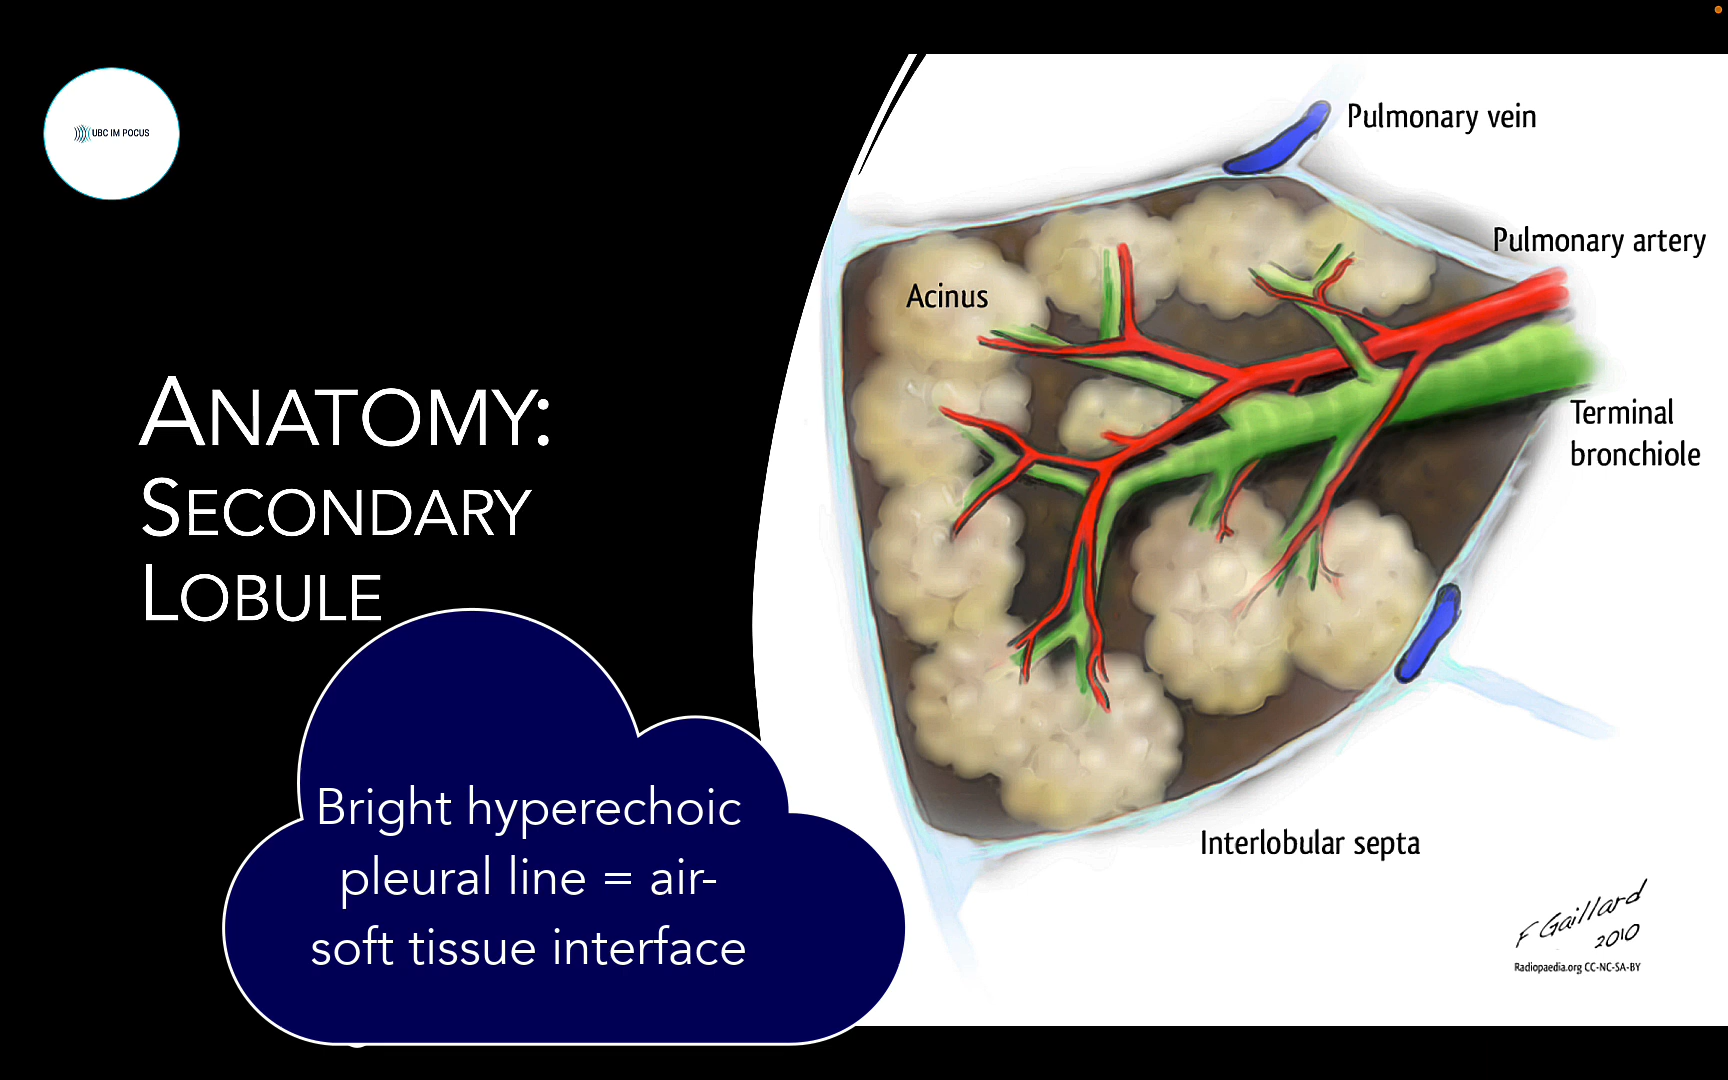 UBC IM POCUS
ANATOMY:
SECONDARY
LOBULE
Bright hyperechoic
pleural line = air-
soft tissue interface
Pulmonary vein
Pulmonary artery
Acinus
Terminal
bronchiole
Interlobular septa
F Gaillard
2010
Radiopaedia.org CC-NC-SA-BY